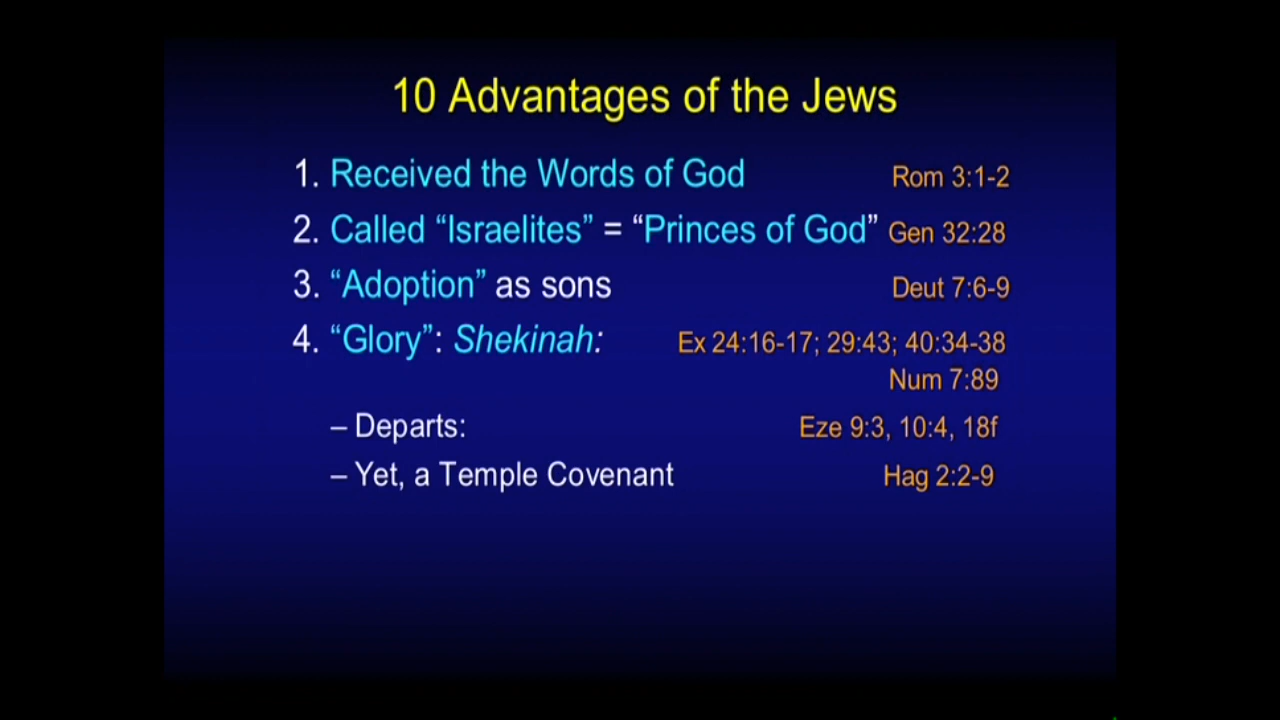 10 Advantages of the Jews
1. Received the Words of God Rom 3:1-2
2. Called “Israelites” = “Princes of God” Gen 32:28
3. “Adoption” as sons Deut 7:6-9
4. “Glory”: Shekinah: Ex 24:16-17; 29:43; 40:34-38
Num 7:89
– Departs: Eze 9:3, 10:4, 18f
– Yet, a Temple Covenant Hag 2:2-9